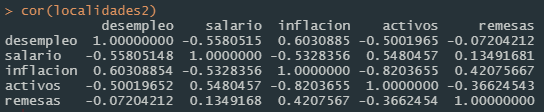 > cor(localidades2)
desempleo salario inflacion activos remesas
desempleo 1.00000000 -0.5580515 0.6030885 -0.5001965 -0.07204212
salario -0.55805148 1.0000000 -0.5328356 0.5480457 0.13491681
inflacion 0.60308854 -0.5328356 1.0000000 -0.8203655 0.42075667
activos -0.50019652 0.5480457 -0.8203655 1.0000000 -0.36624543
remesas -0.07204212 0.1349168 0.4207567 -0.3662454 1.00000000